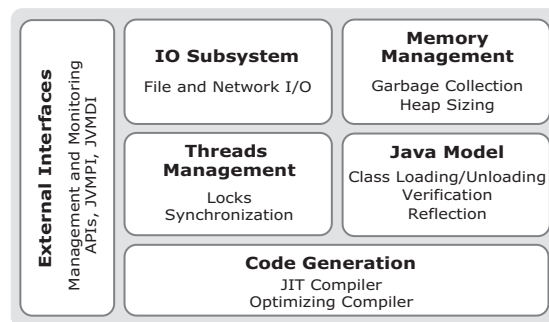 External Interfaces
Management and Monitoring
APIs, JVMPI, JVMDI
IO Subsystem
File and Network I/O
Memory
Management
Garbage Collection
Heap Sizing
Threads
Management
Locks
Synchronization
Java Model
Class Loading/Unloading
Verification
Reflection
Code Generation
JIT Compiler
Optimizing Compiler